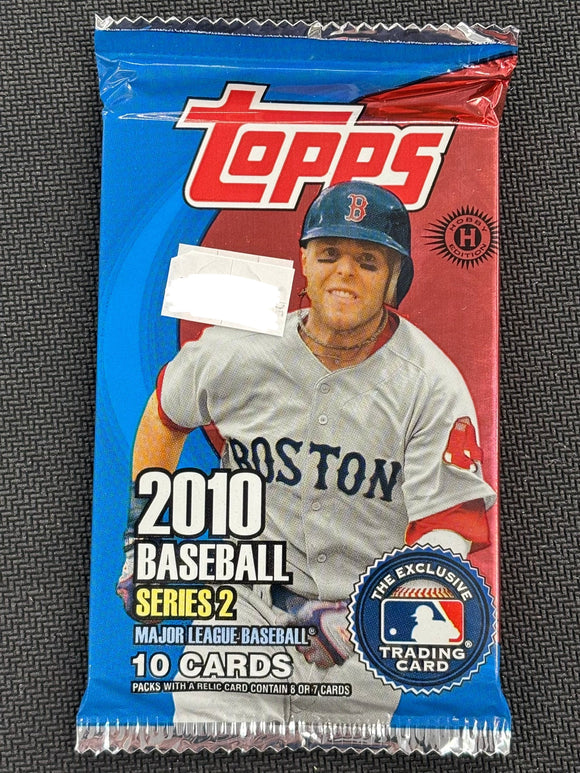 Topps
B
HOBBY
H
EDITION
BOSTON
2010
BASEBALL
SERIES 2
MAJOR LEAGUE BASEBALL®
10 CARDS
PACKS WITH A RELIC CARD CONTAIN 6 OR 7 CARDS
THE EXCLUSIVE
TRADING
CARD